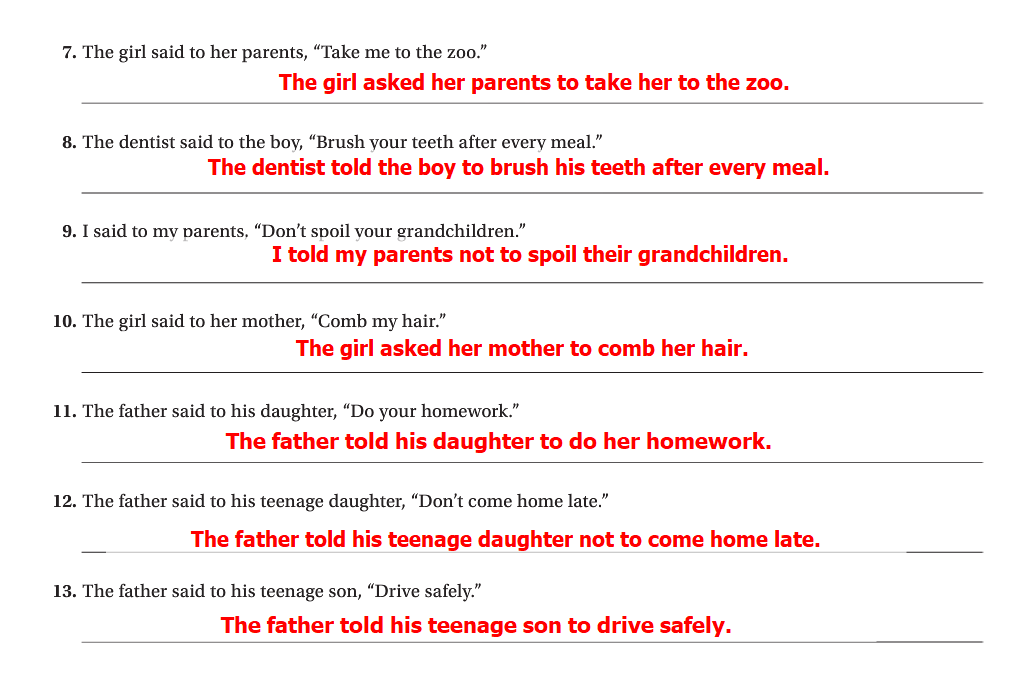 7. The girl said to her parents, “Take me to the zoo.”
The girl asked her parents to take her to the zoo.
8. The dentist said to the boy, “Brush your teeth after every meal.”
The dentist told the boy to brush his teeth after every meal.
9. I said to my parents, “Don’t spoil your grandchildren.”
I told my parents not to spoil their grandchildren.
10. The girl said to her mother, “Comb my hair.”
The girl asked her mother to comb her hair.
11. The father said to his daughter, “Do your homework.”
The father told his daughter to do her homework.
12. The father said to his teenage daughter, “Don’t come home late.”
The father told his teenage daughter not to come home late.
13. The father said to his teenage son, “Drive safely.”
The father told his teenage son to drive safely.